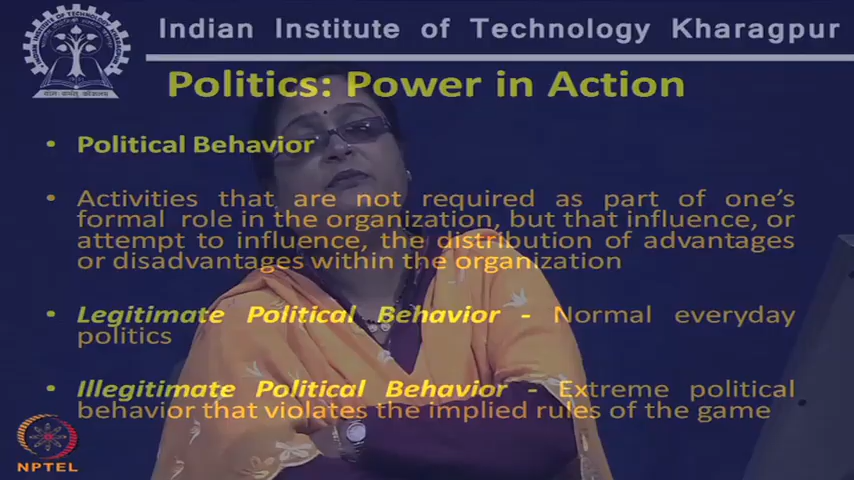 Indian Institute of Technology Kharagpur
Politics: Power in Action
• Political Behavior
• Activities that are not required as part of one's
formal role in the organization, but that influence, or
attempt to influence, the distribution of advantages
or disadvantages within the organization
• Legitimate Political Behavior - Normal everyday
politics
• Illegitimate Political Behavior - Extreme political
behavior that violates the implied rules of the game
NPTEL